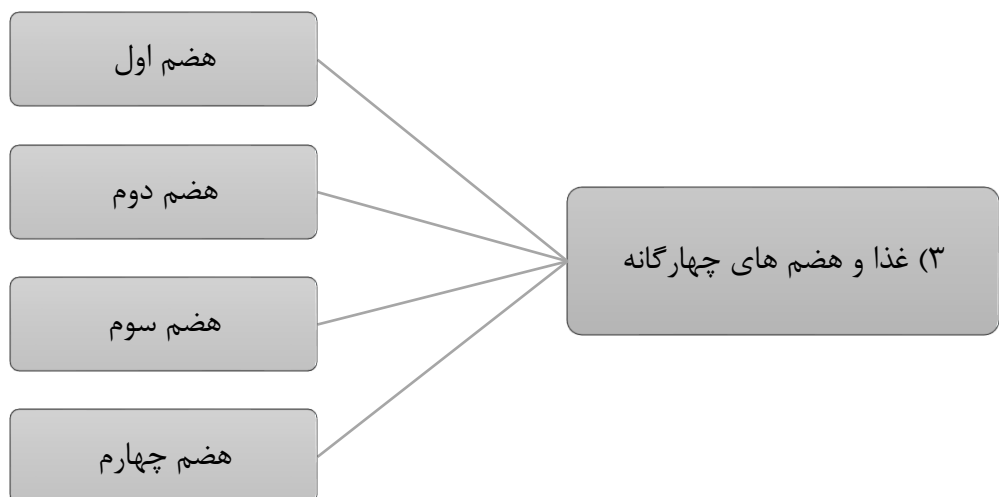 ۳) غذا و هضم های چهارگانه
هضم اول
هضم دوم
هضم سوم
هضم چهارم